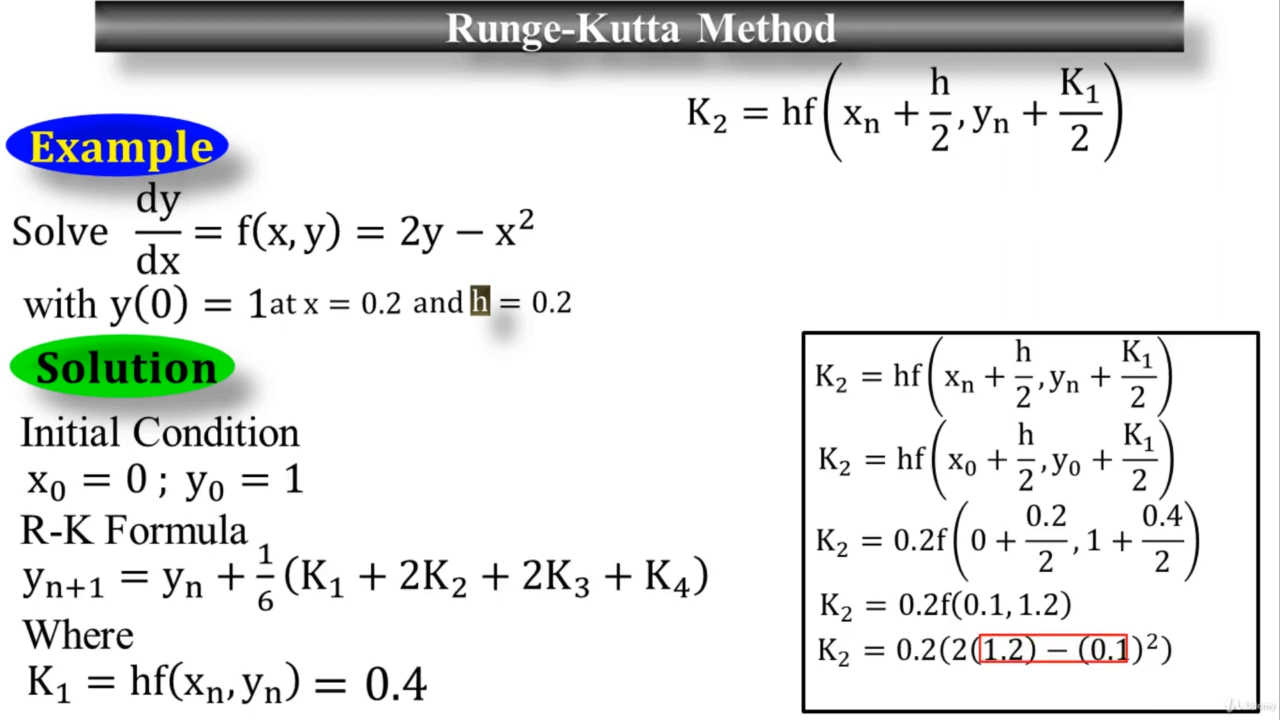 Runge-Kutta Method
K₂ = hf(xₙ + h/2, yₙ + K₁/2)
Example
Solve dy/dx = f(x, y) = 2y − x²
with y(0) = 1 at x = 0.2 and h = 0.2
Solution
Initial Condition
x₀ = 0 ; y₀ = 1
R-K Formula
yₙ₊₁ = yₙ + 1/6 (K₁ + 2K₂ + 2K₃ + K₄)
Where
K₁ = hf(xₙ, yₙ) = 0.4
K₂ = hf(xₙ + h/2, yₙ + K₁/2)
K₂ = hf(x₀ + h/2, y₀ + K₁/2)
K₂ = 0.2f(0 + 0.2/2, 1 + 0.4/2)
K₂ = 0.2f(0.1, 1.2)
K₂ = 0.2(2(1.2) − (0.1)²)
Udemy